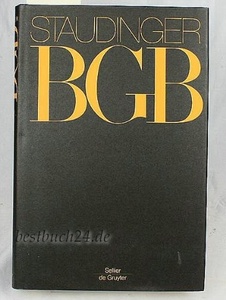 STAUDINGER
BGB
bestbuch24.de
Sellier
de Gruyter